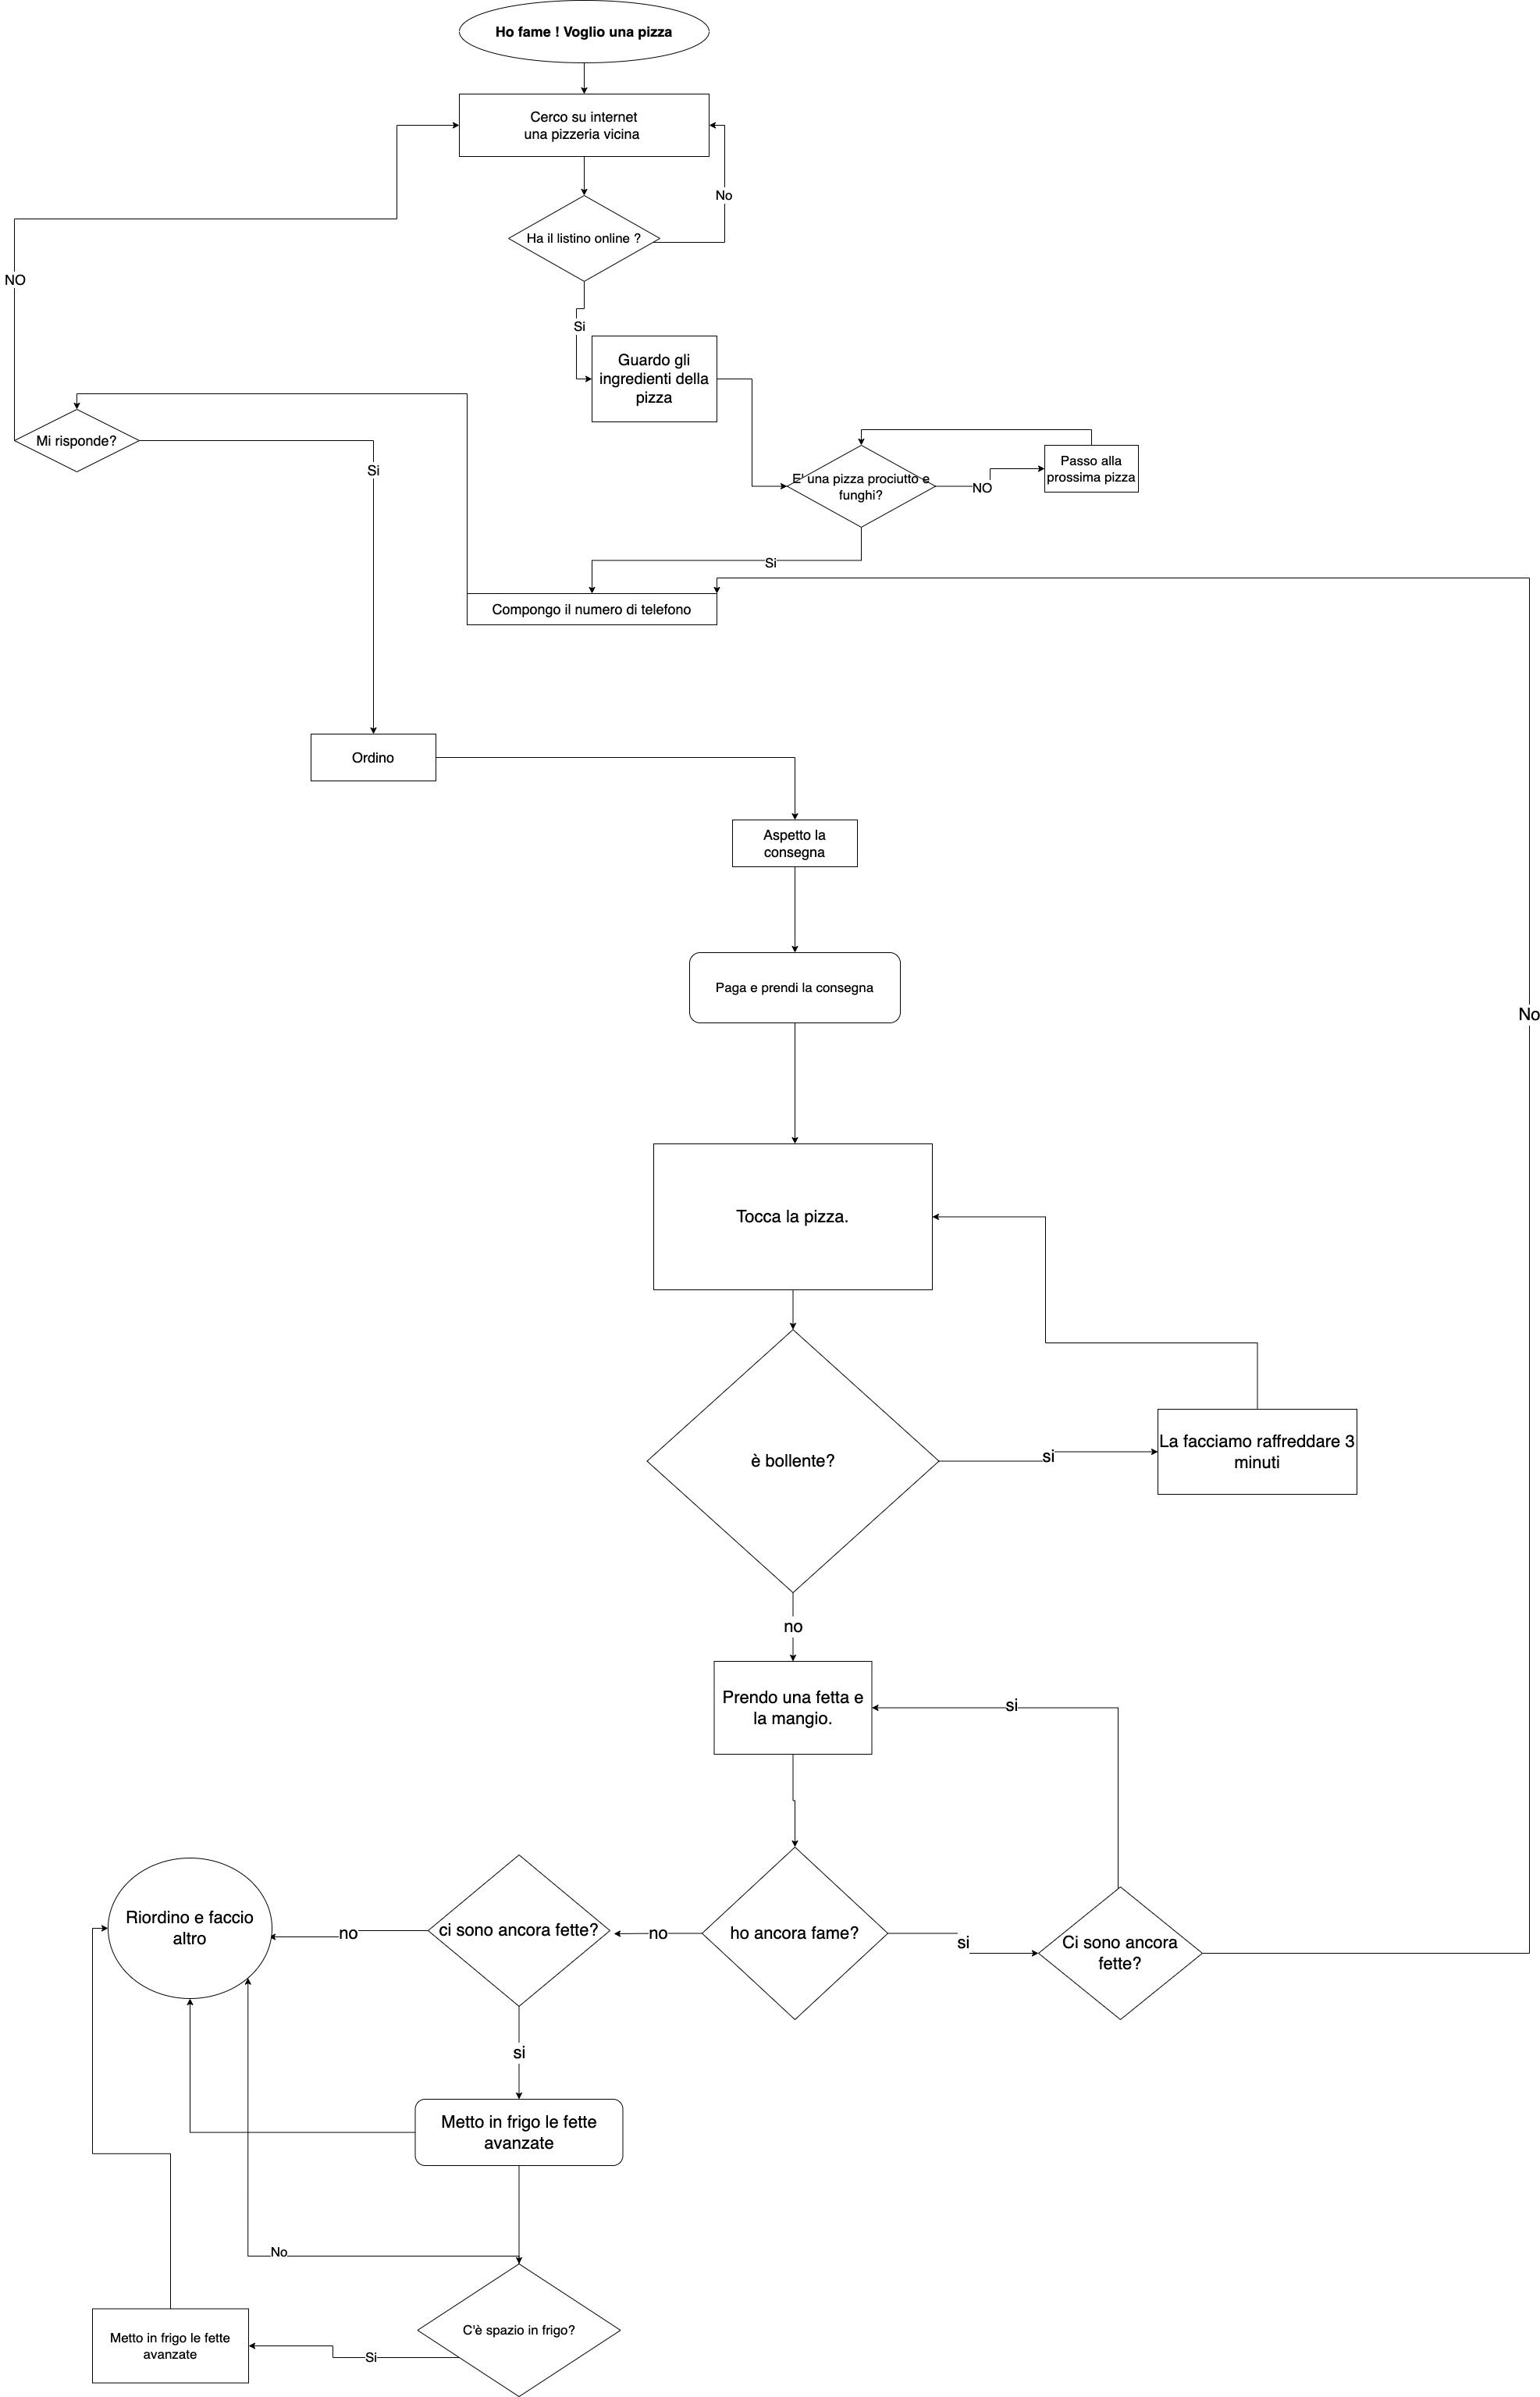 Ho fame ! Voglio una pizza
Cerco su internet
una pizzeria vicina
No
Ha il listino online ?
NO
Si
Guardo gli
ingredienti della
pizza
Mi risponde?
Si
E' una pizza prociutto e
funghi?
NO
Passo alla
prossima pizza
Si
Compongo il numero di telefono
Ordino
Aspetto la
consegna
Paga e prendi la consegna
No
Tocca la pizza.
è bollente?
si
La facciamo raffreddare 3
minuti
no
Prendo una fetta e
la mangio.
si
Riordino e faccio
altro
no
ci sono ancora fette?
no
ho ancora fame?
si
Ci sono ancora
fette?
si
Metto in frigo le fette
avanzate
No
C'è spazio in frigo?
Si
Metto in frigo le fette
avanzate